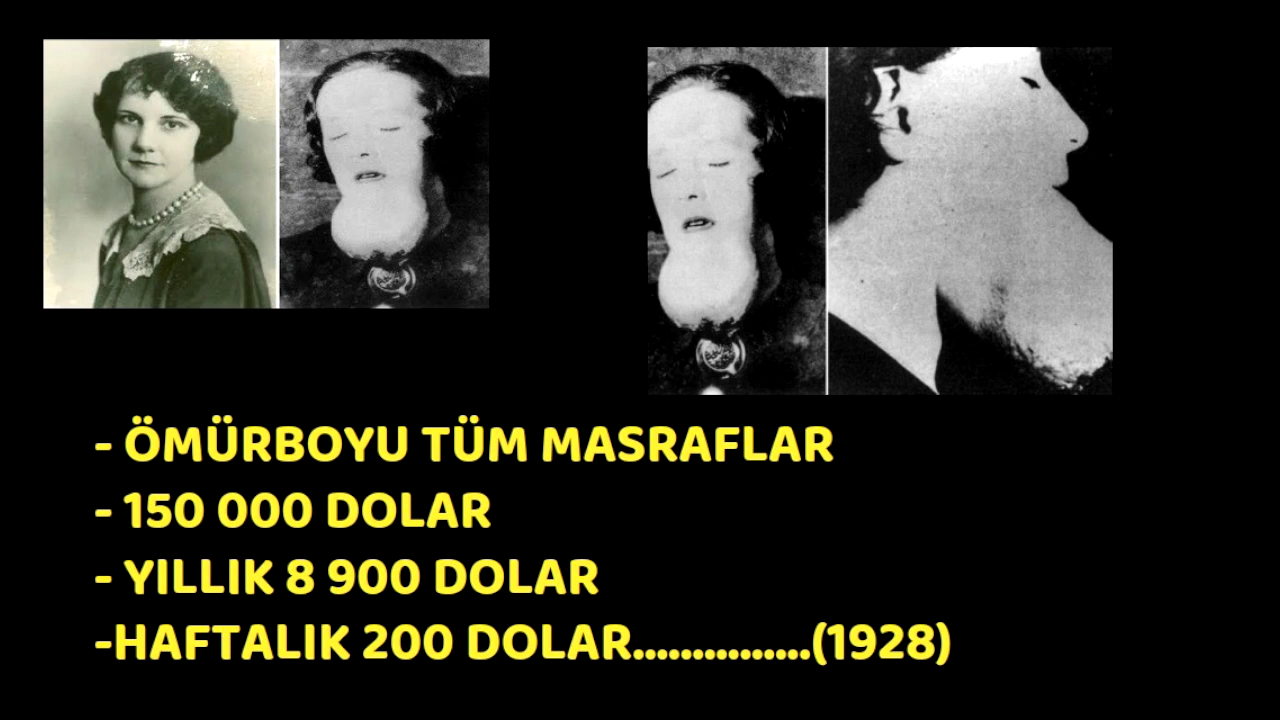 - ÖMÜRBOYU TÜM MASRAFLAR
- 150 000 DOLAR
- YILLIK 8 900 DOLAR
-HAFTALIK 200 DOLAR...............(1928)